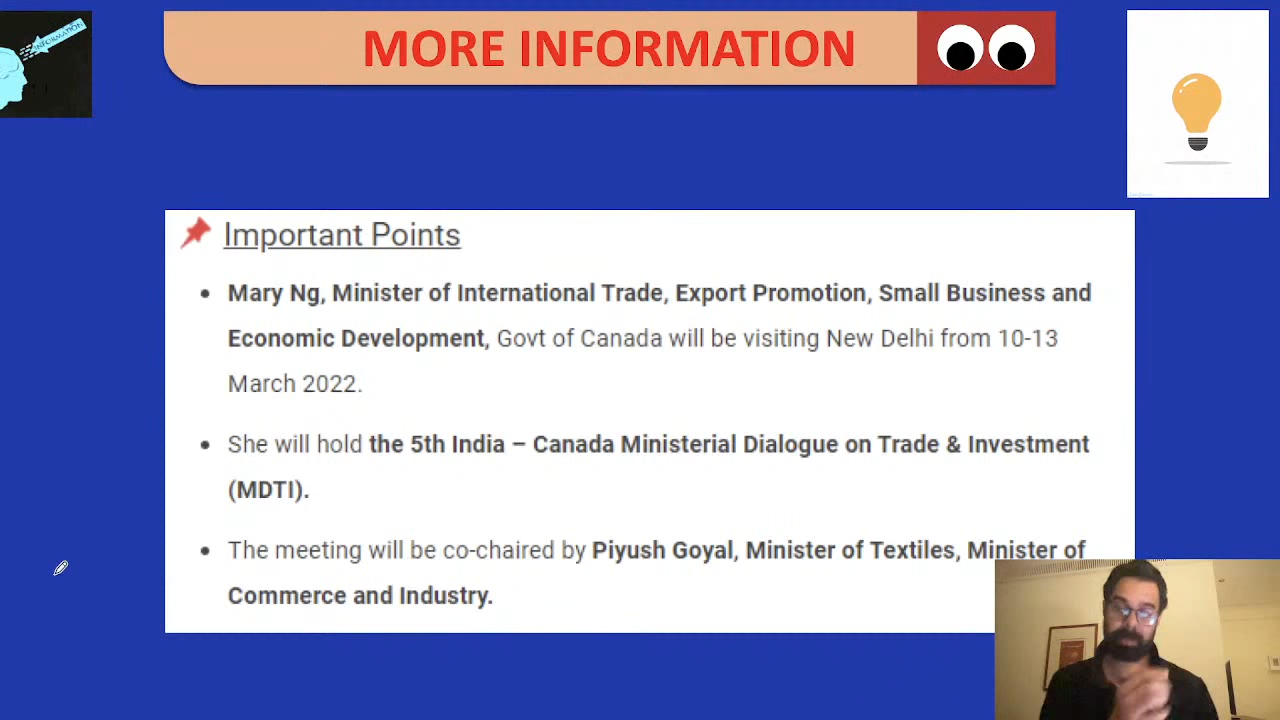 MORE INFORMATION
INFORMATION
Important Points
• Mary Ng, Minister of International Trade, Export Promotion, Small Business and
Economic Development, Govt of Canada will be visiting New Delhi from 10-13
March 2022.
• She will hold the 5th India – Canada Ministerial Dialogue on Trade & Investment
(MDTI).
• The meeting will be co-chaired by Piyush Goyal, Minister of Textiles, Minister of
Commerce and Industry.